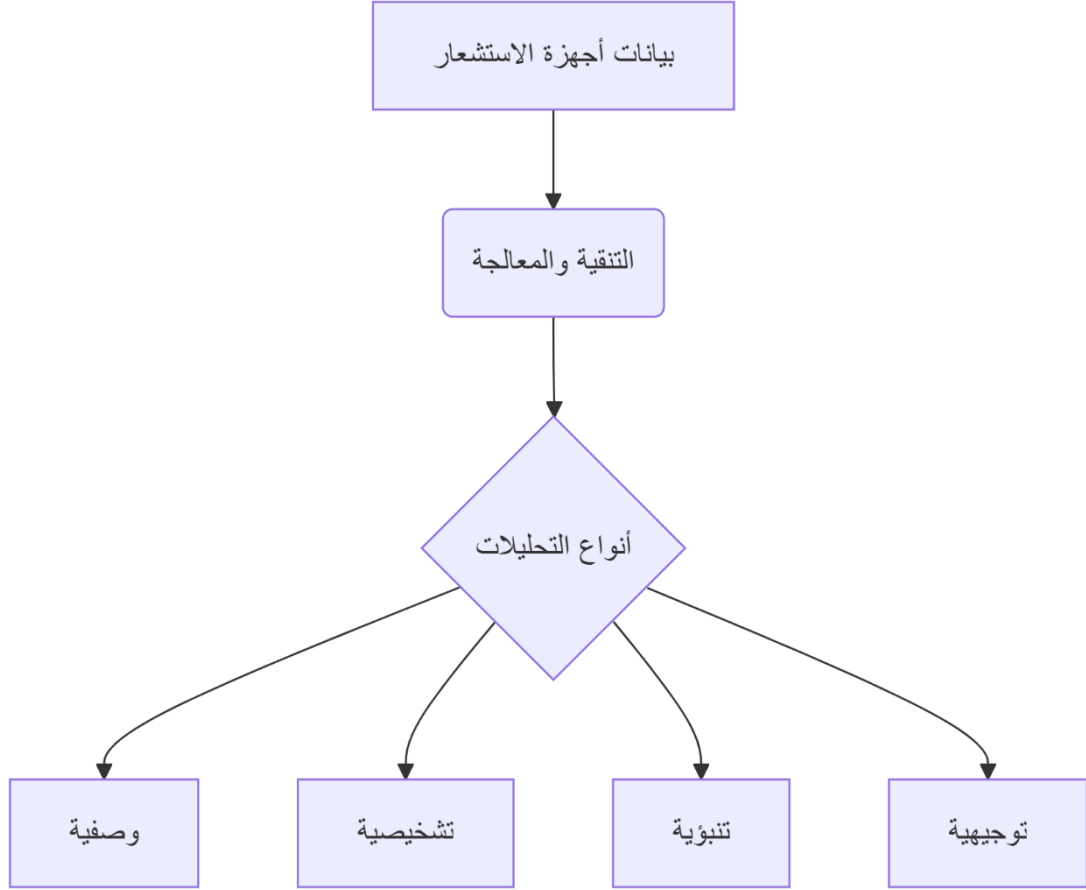 بيانات أجهزة الاستشعار
التنقية والمعالجة
أنواع التحليلات
وصفية
تشخيصية
تنبؤية
توجيهية